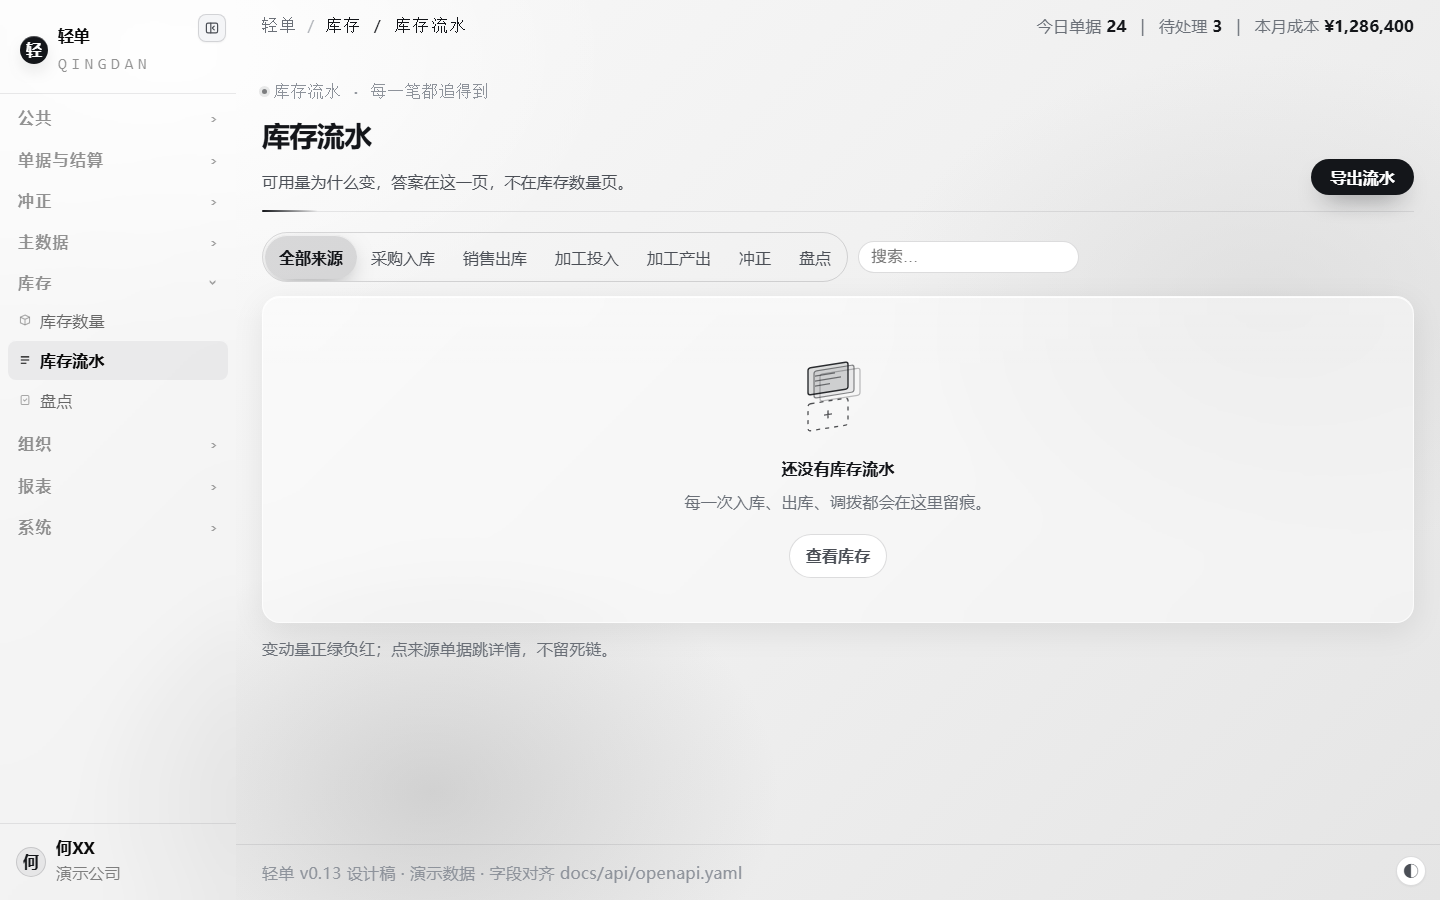 轻单
QINGDAN
公共
单据与结算
冲正
主数据
库存
库存数量
库存流水
盘点
组织
报表
系统
何
何XX
演示公司
轻单 / 库存 / 库存流水
今日单据 24 | 待处理 3 | 本月成本 ¥1,286,400
库存流水 · 每一笔都追得到
库存流水
可用量为什么变，答案在这一页，不在库存数量页。
导出流水
全部来源 采购入库 销售出库 加工投入 加工产出 冲正 盘点
搜索...
还没有库存流水
每一次入库、出库、调拨都会在这里留痕。
查看库存
变动量正绿负红；点来源单据跳详情，不留死链。
轻单 v0.13 设计稿 · 演示数据 · 字段对齐 docs/api/openapi.yaml